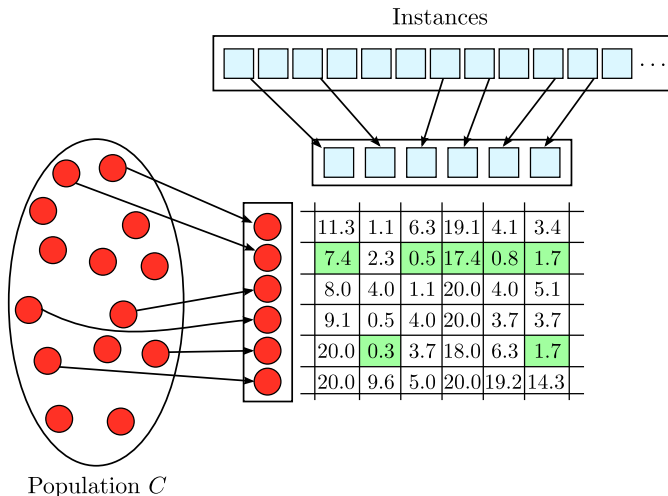 Instances
...
11.3 1.1 6.3 19.1 4.1 3.4
7.4 2.3 0.5 17.4 0.8 1.7
8.0 4.0 1.1 20.0 4.0 5.1
9.1 0.5 4.0 20.0 3.7 3.7
20.0 0.3 3.7 18.0 6.3 1.7
20.0 9.6 5.0 20.0 19.2 14.3
Population C